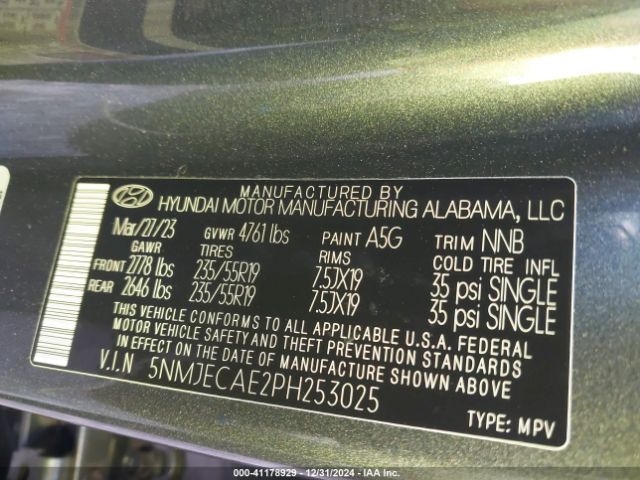 MANUFACTURED BY
HYUNDAI MOTOR MANUFACTURING ALABAMA, LLC
Mar/27/23 GVWR 4761 lbs PAINT A5G TRIM NNB
GAWR TIRES RIMS COLD TIRE INFL
FRONT 2778 lbs 235/55R19 7.5JX19 35 psi SINGLE
REAR 2646 lbs 235/55R19 7.5JX19 35 psi SINGLE
THIS VEHICLE CONFORMS TO ALL APPLICABLE U.S.A. FEDERAL
MOTOR VEHICLE SAFETY AND THEFT PREVENTION STANDARDS
IN EFFECT ON THE DATE OF MANUFACTURE SHOWN ABOVE
V.I.N 5NMJECAE2PH253025
TYPE: MPV
000-41178929 - 12/31/2024 - IAA Inc.